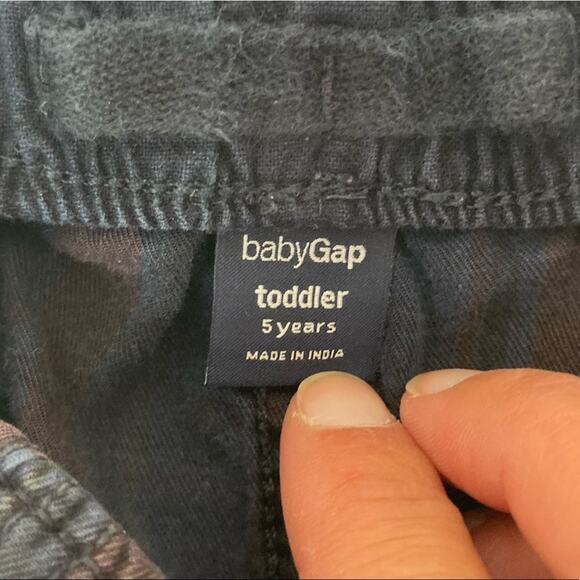 babyGap
toddler
5 years
MADE IN INDIA